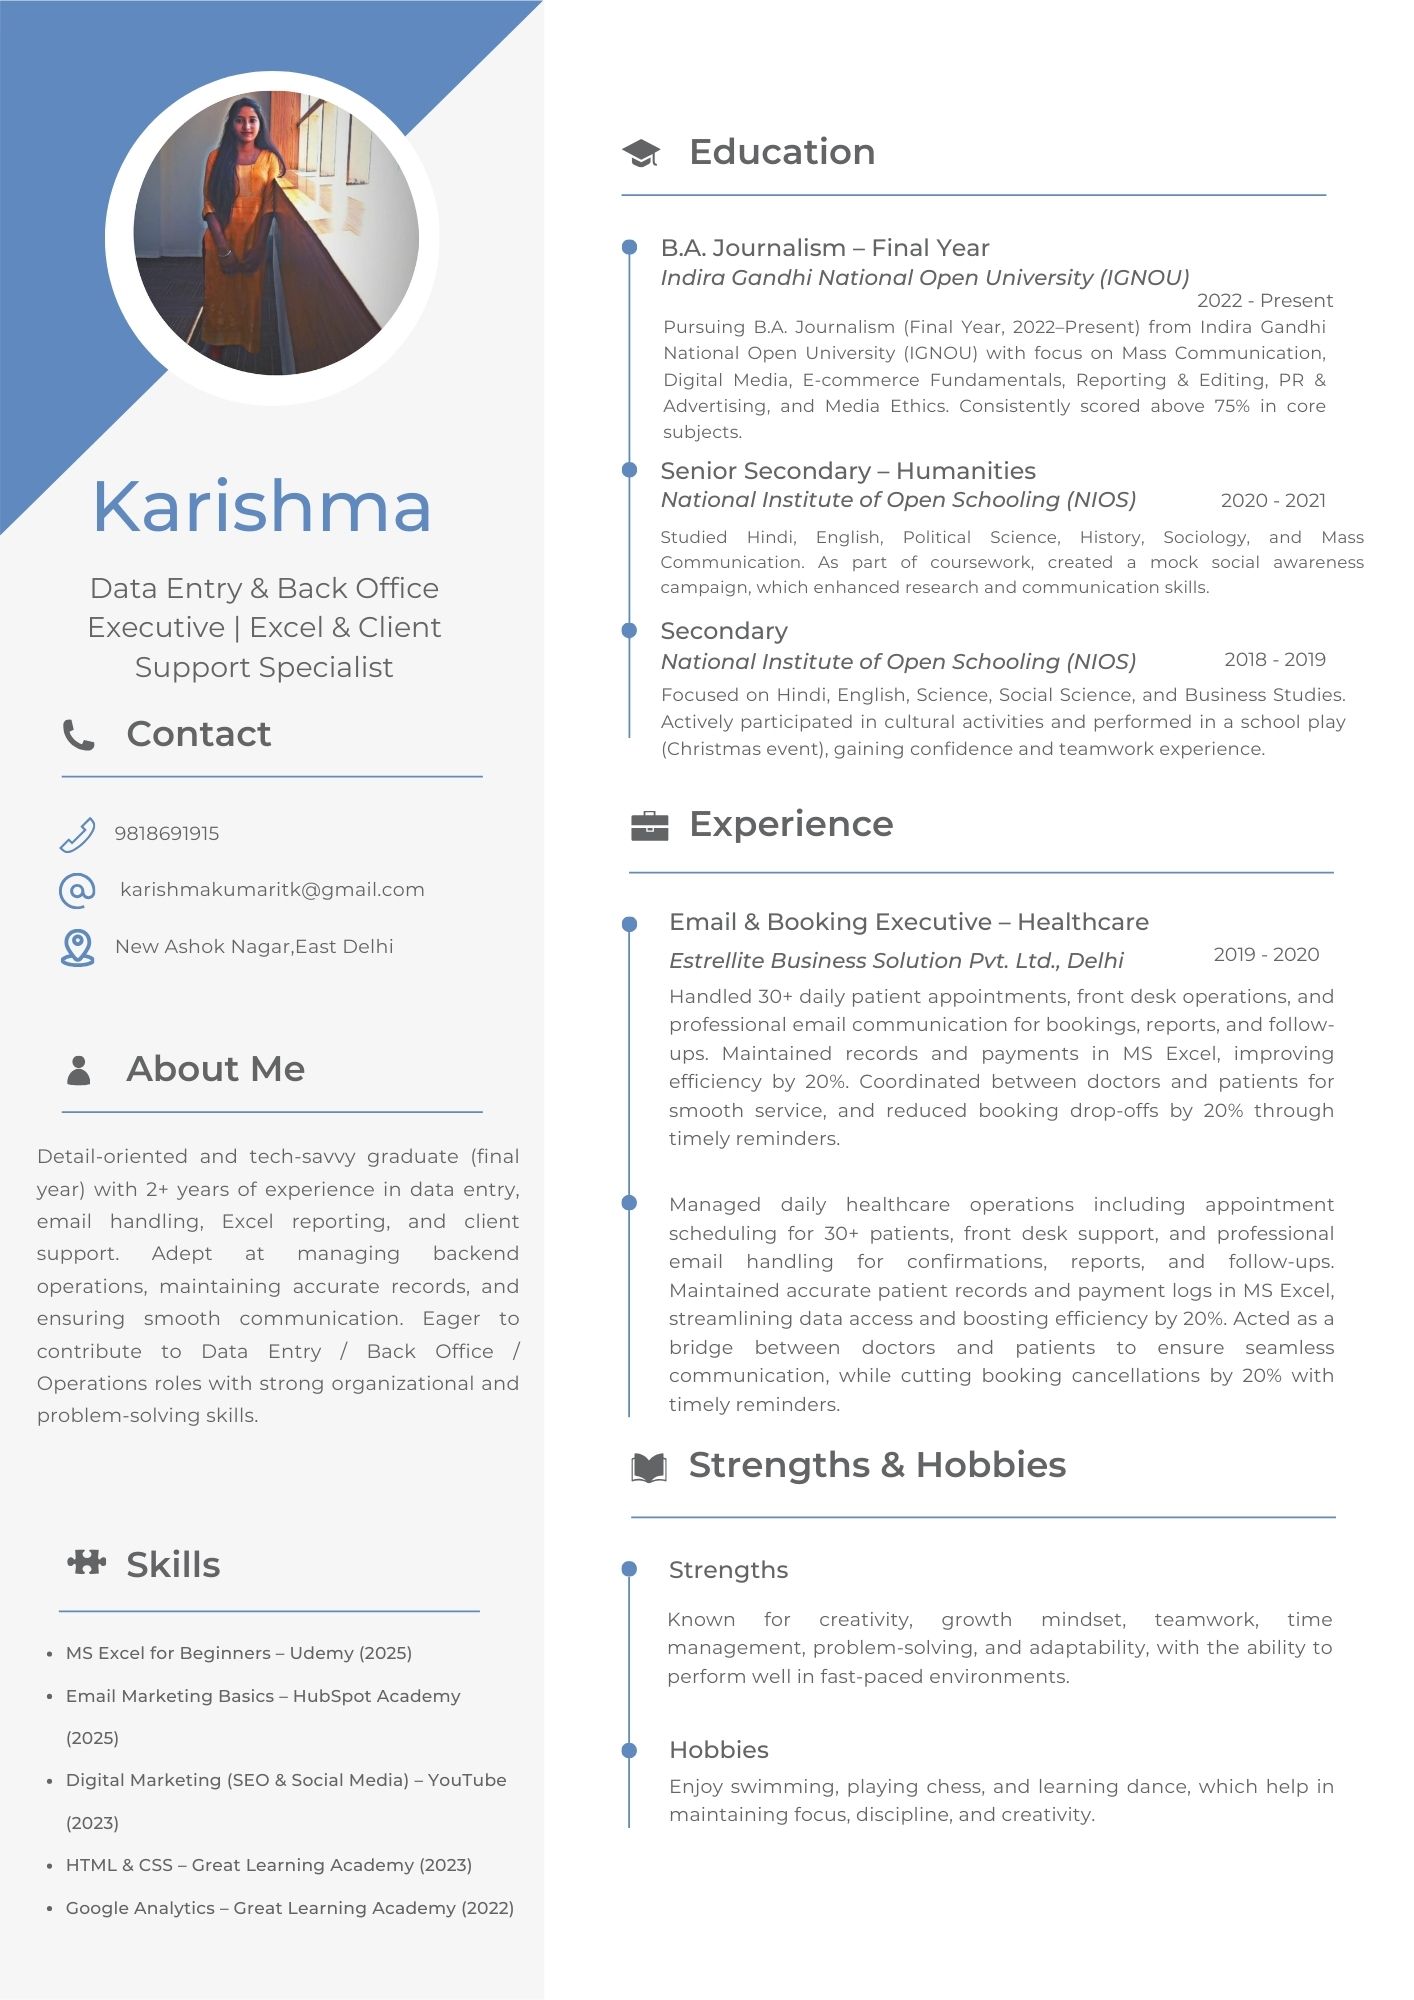 Karishma
Data Entry & Back Office
Executive | Excel & Client
Support Specialist
Contact
9818691915
karishmakumaritk@gmail.com
New Ashok Nagar,East Delhi
About Me
Detail-oriented and tech-savvy graduate (final
year) with 2+ years of experience in data entry,
email handling, Excel reporting, and client
support. Adept at managing backend
operations, maintaining accurate records, and
ensuring smooth communication. Eager to
contribute to Data Entry / Back Office /
Operations roles with strong organizational and
problem-solving skills.
Skills
• MS Excel for Beginners – Udemy (2025)
• Email Marketing Basics – HubSpot Academy
(2025)
• Digital Marketing (SEO & Social Media) – YouTube
(2023)
• HTML & CSS – Great Learning Academy (2023)
• Google Analytics – Great Learning Academy (2022)
Education
B.A. Journalism – Final Year
Indira Gandhi National Open University (IGNOU)
2022 - Present
Pursuing B.A. Journalism (Final Year, 2022–Present) from Indira Gandhi
National Open University (IGNOU) with focus on Mass Communication,
Digital Media, E-commerce Fundamentals, Reporting & Editing, PR &
Advertising, and Media Ethics. Consistently scored above 75% in core
subjects.
Senior Secondary – Humanities
National Institute of Open Schooling (NIOS) 2020 - 2021
Studied Hindi, English, Political Science, History, Sociology, and Mass
Communication. As part of coursework, created a mock social awareness
campaign, which enhanced research and communication skills.
Secondary
National Institute of Open Schooling (NIOS) 2018 - 2019
Focused on Hindi, English, Science, Social Science, and Business Studies.
Actively participated in cultural activities and performed in a school play
(Christmas event), gaining confidence and teamwork experience.
Experience
Email & Booking Executive – Healthcare
Estrellite Business Solution Pvt. Ltd., Delhi 2019 - 2020
Handled 30+ daily patient appointments, front desk operations, and
professional email communication for bookings, reports, and follow-
ups. Maintained records and payments in MS Excel, improving
efficiency by 20%. Coordinated between doctors and patients for
smooth service, and reduced booking drop-offs by 20% through
timely reminders.
Managed daily healthcare operations including appointment
scheduling for 30+ patients, front desk support, and professional
email handling for confirmations, reports, and follow-ups.
Maintained accurate patient records and payment logs in MS Excel,
streamlining data access and boosting efficiency by 20%. Acted as a
bridge between doctors and patients to ensure seamless
communication, while cutting booking cancellations by 20% with
timely reminders.
Strengths & Hobbies
Strengths
Known for creativity, growth mindset, teamwork, time
management, problem-solving, and adaptability, with the ability to
perform well in fast-paced environments.
Hobbies
Enjoy swimming, playing chess, and learning dance, which help in
maintaining focus, discipline, and creativity.